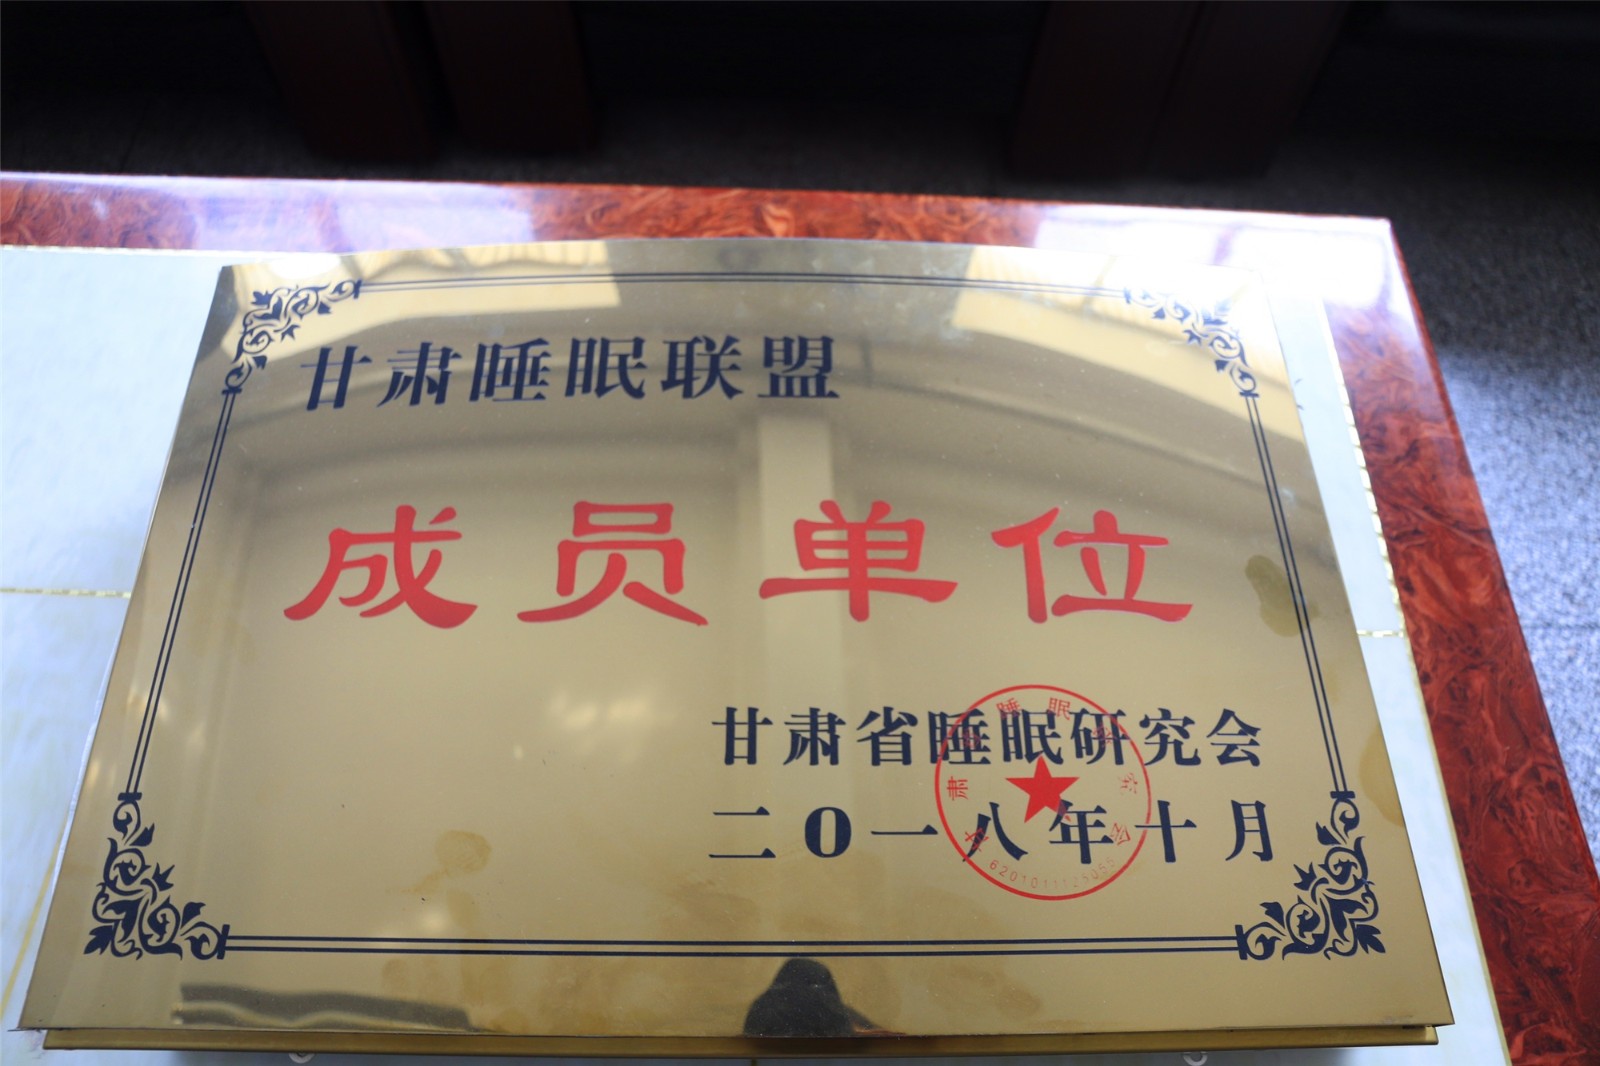 甘肃睡眠联盟
成员单位
甘肃省睡眠研究会
二〇一八年十月